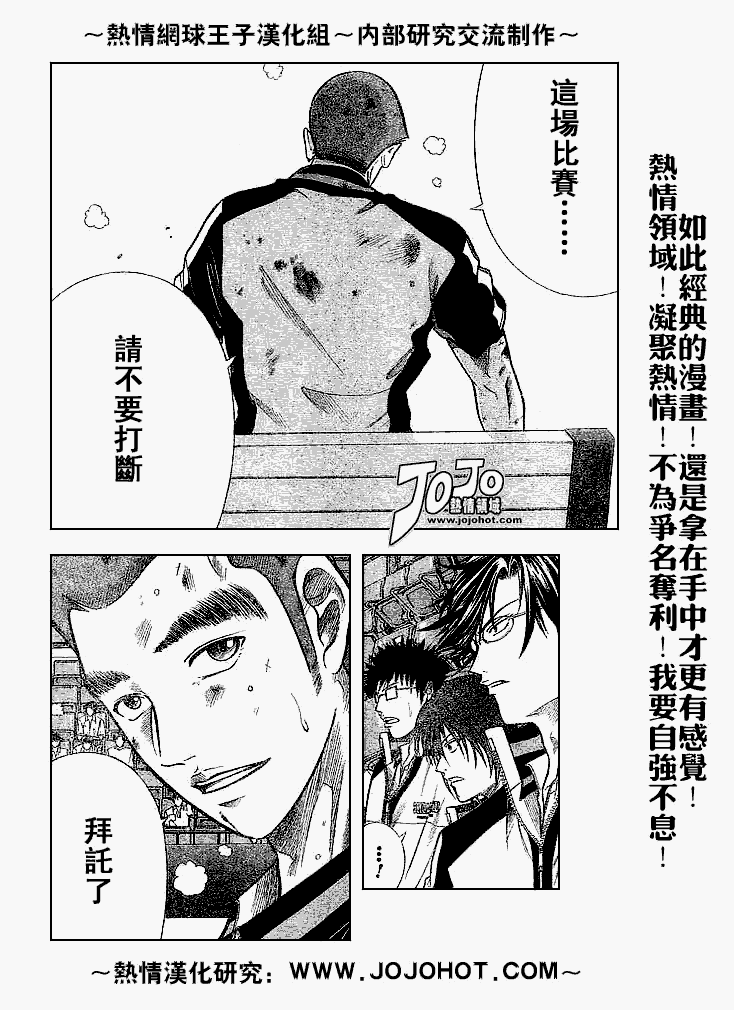 ～熱情網球王子漢化組～内部研究交流制作～
這場比賽⋯⋯
請不要打斷
JOJO
熱情領域
www.jojohot.com
⋯!
拜託了
如此經典的漫畫！還是拿在手中才更有感覺！
熱情領域！凝聚熱情！不為爭名奪利！我要自強不息！
～熱情漢化研究：WWW.JOJOHOT.COM～